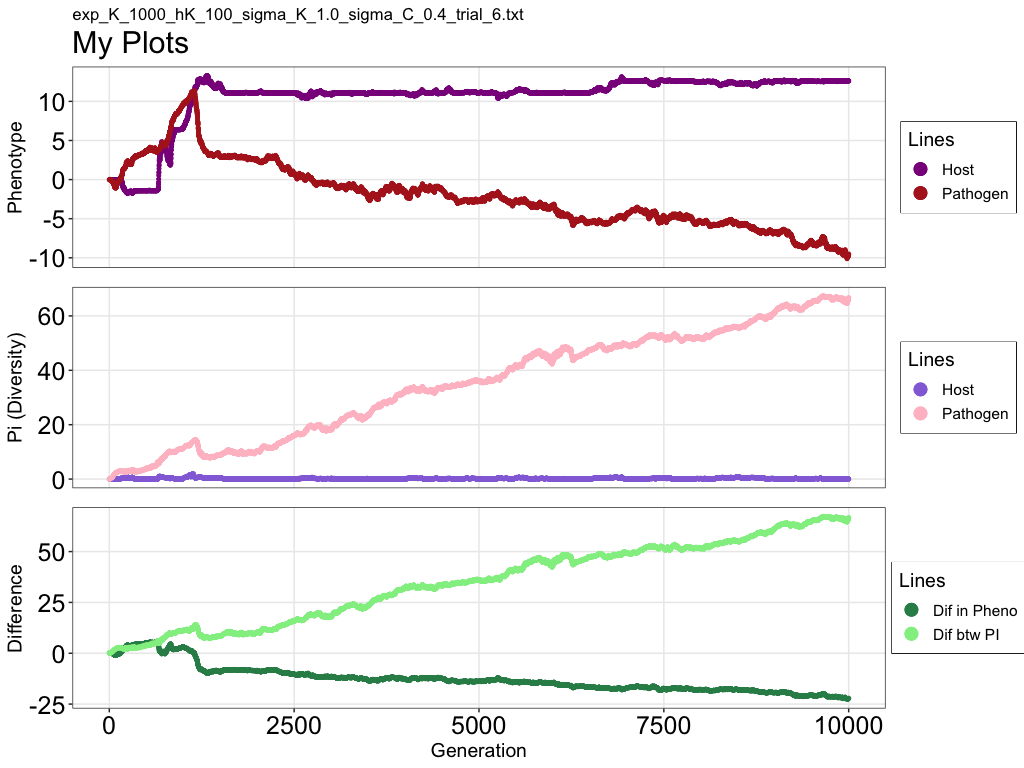 exp_K_1000_hK_100_sigma_K_1.0_sigma_C_0.4_trial_6.txt
My Plots
Phenotype
10
5
0
-5
-10
Lines
Host
Pathogen
Pi (Diversity)
60
40
20
0
Lines
Host
Pathogen
Difference
50
25
0
-25
Lines
Dif in Pheno
Dif btw PI
0 2500 5000 7500 10000
Generation